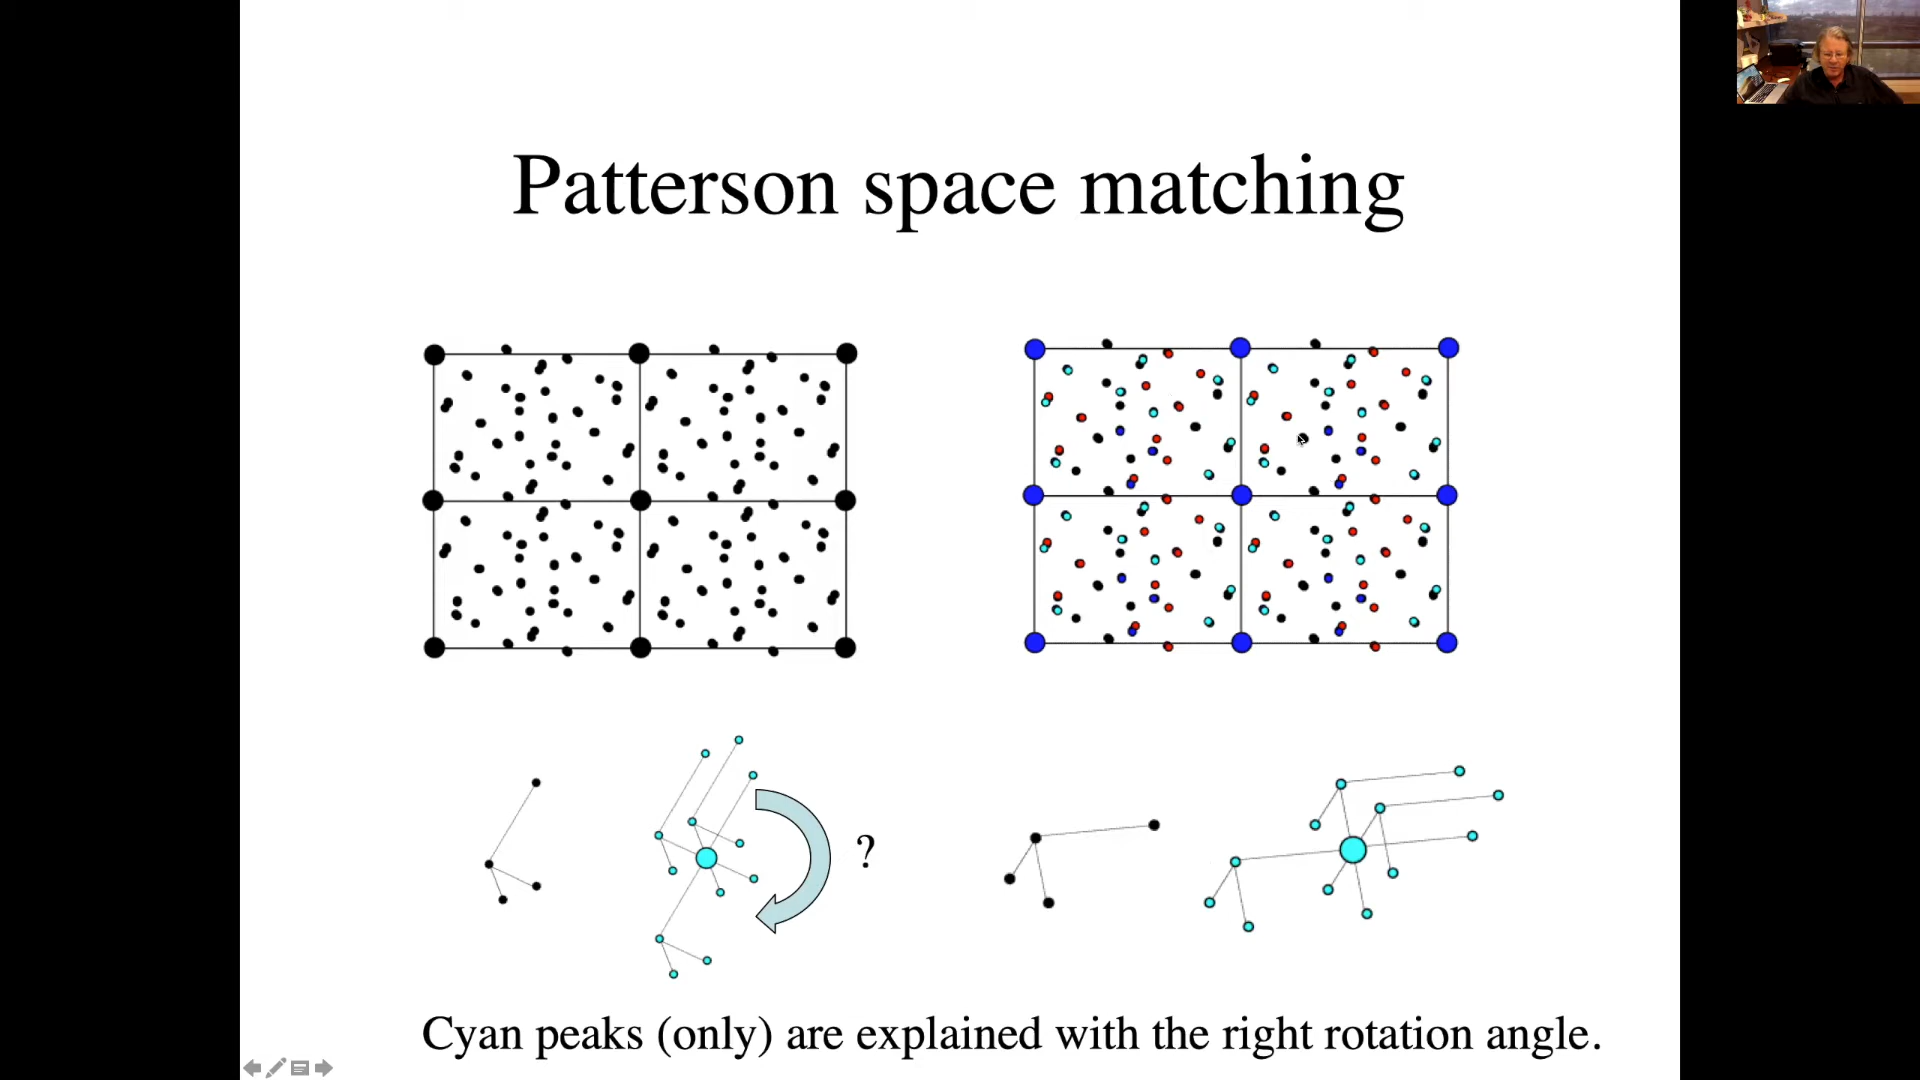 Patterson space matching
?
Cyan peaks (only) are explained with the right rotation angle.